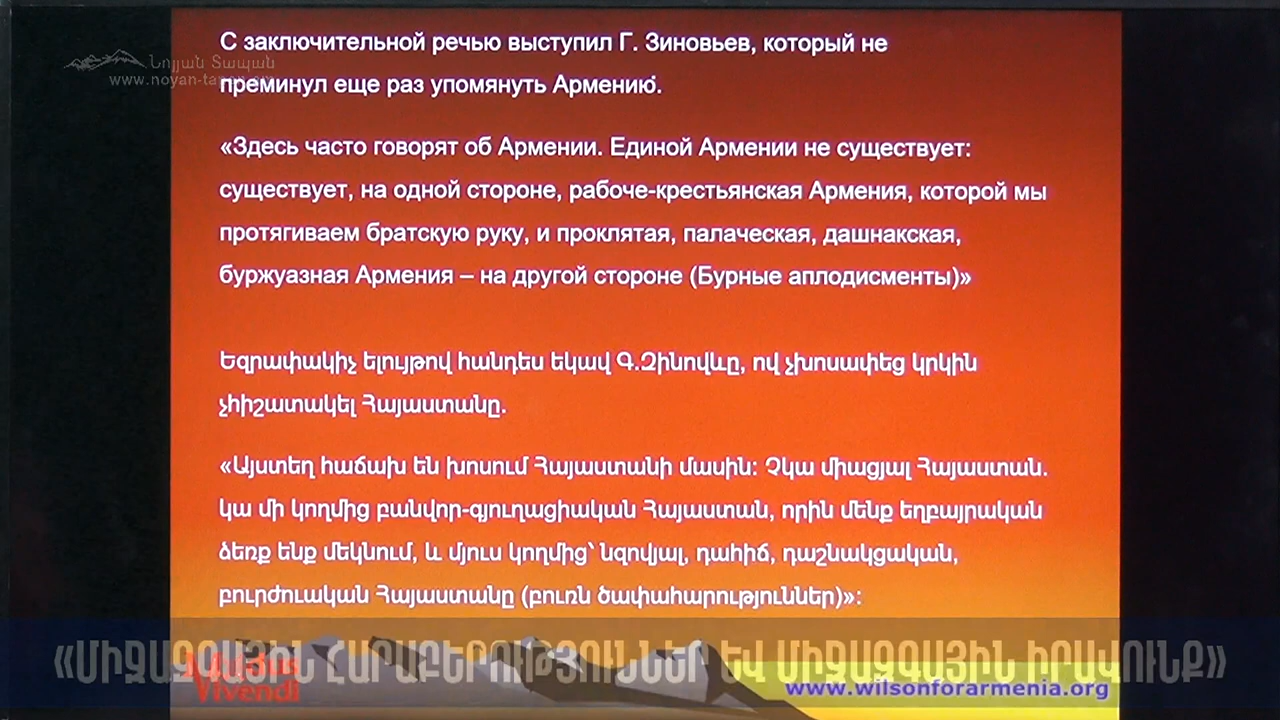 С заключительной речью выступил Г. Зиновьев, который не
Նոյյան Տապան
www.noyan-tapan.am
преминул еще раз упомянуть Армению.
«Здесь часто говорят об Армении. Единой Армении не существует:
существует, на одной стороне, рабоче-крестьянская Армения, которой мы
протягиваем братскую руку, и проклятая, палаческая, дашнакская,
буржуазная Армения – на другой стороне (Бурные аплодисменты)»
Եզրափակիչ ելույթով հանդես եկավ Գ.Զինովևը, ով չխոսափեց կրկին
չհիշատակել Հայաստանը.
«Այստեղ հաճախ են խոսում Հայաստանի մասին: Չկա միացյալ Հայաստան.
կա մի կողմից բանվոր-գյուղացիական Հայաստան, որին մենք եղբայրական
ձեռք ենք մեկնում, և մյուս կողմից՝ նզովյալ, դահիճ, դաշնակցական,
բուրժուական Հայաստանը (բուռն ծափահարություններ)»:
«ՄԻՋԱԶԳԱՅԻՆ ՀԱՐԱԲԵՐՈՒԹՅՈՒՆՆԵՐ ԵՎ ՄԻՋԱԶԳԱՅԻՆ ԻՐԱՎՈՒՆՔ»
Modus
Vivendi
www.wilsonforarmenia.org